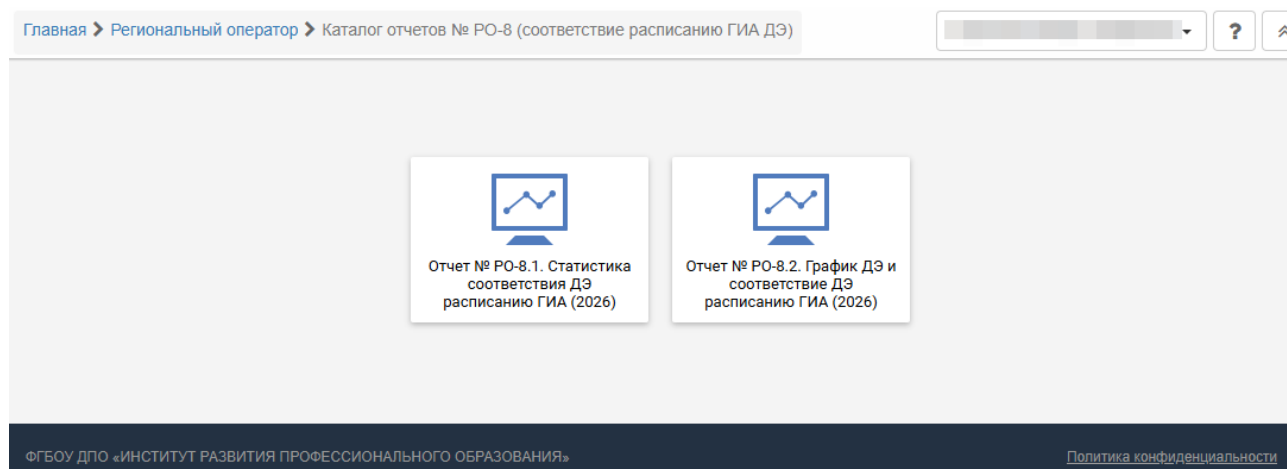 Главная > Региональный оператор > Каталог отчетов № РО-8 (соответствие расписанию ГИА ДЭ)
?
Отчет № РО-8.1. Статистика
соответствия ДЭ
расписанию ГИА (2026)
Отчет № РО-8.2. График ДЭ и
соответствие ДЭ
расписанию ГИА (2026)
ФГБОУ ДПО «ИНСТИТУТ РАЗВИТИЯ ПРОФЕССИОНАЛЬНОГО ОБРАЗОВАНИЯ»
Политика конфиденциальности